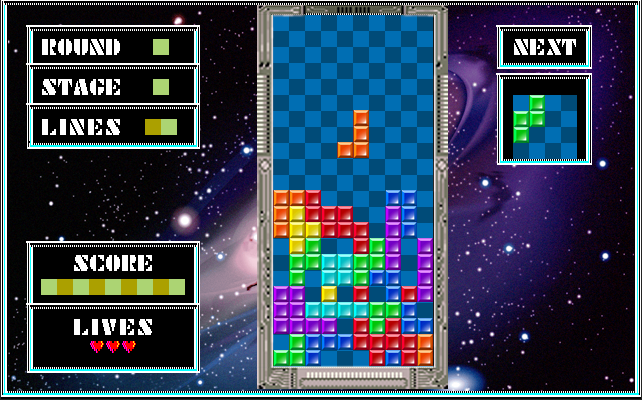 ROUND
STAGE
LINES
SCORE
LIVES
NEXT